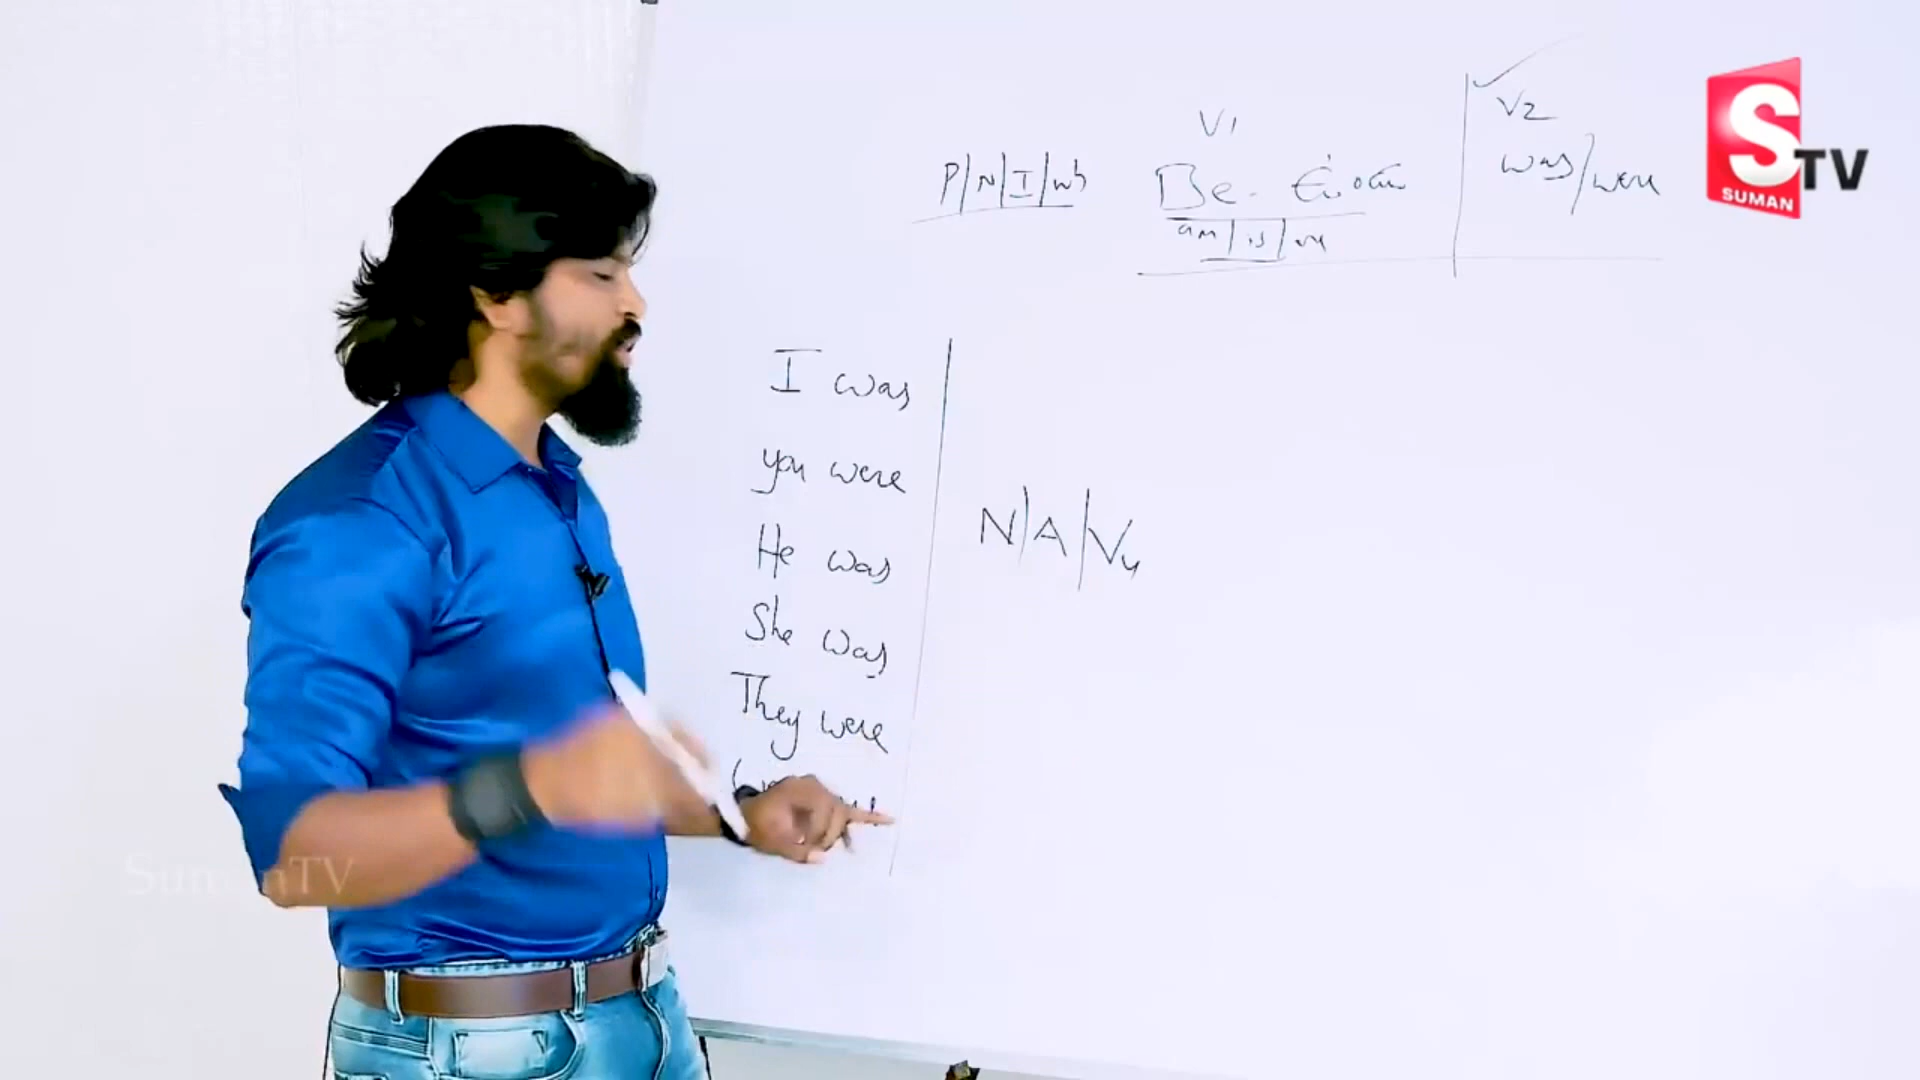 V1
V2
P/N/I/wh Be - ఉండు was/were
am/is/are
I was
you were
N/A/V4
He was
She was
They were
S TV
SUMAN
SumanTV